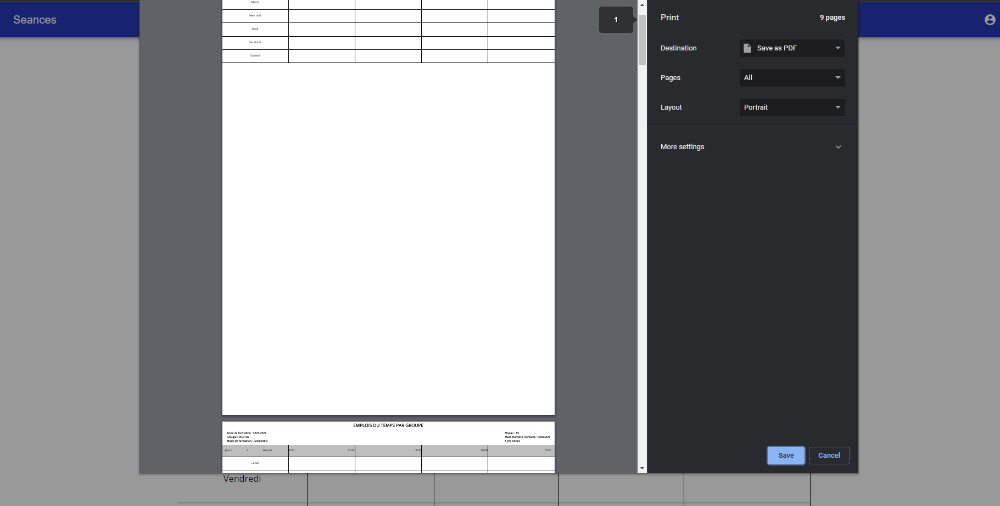 Seances
Mardi
Mercredi
Jeudi
Vendredi
Samedi
1
Print
9 pages
Destination
Save as PDF
Pages
All
Layout
Portrait
More settings
EMPLOIS DU TEMPS PAR GROUPE
Anne de formation : 2021-2022
Groupe : DGD102
Mode de formation : Residentiel
Niveau : TS
Mass Horraire /Semaine : 0H00MIN
1 ère Année
Jours / Heures 8:30 11:00 13:30 16:00 18:30
Lundi
Save
Cancel
Vendredi